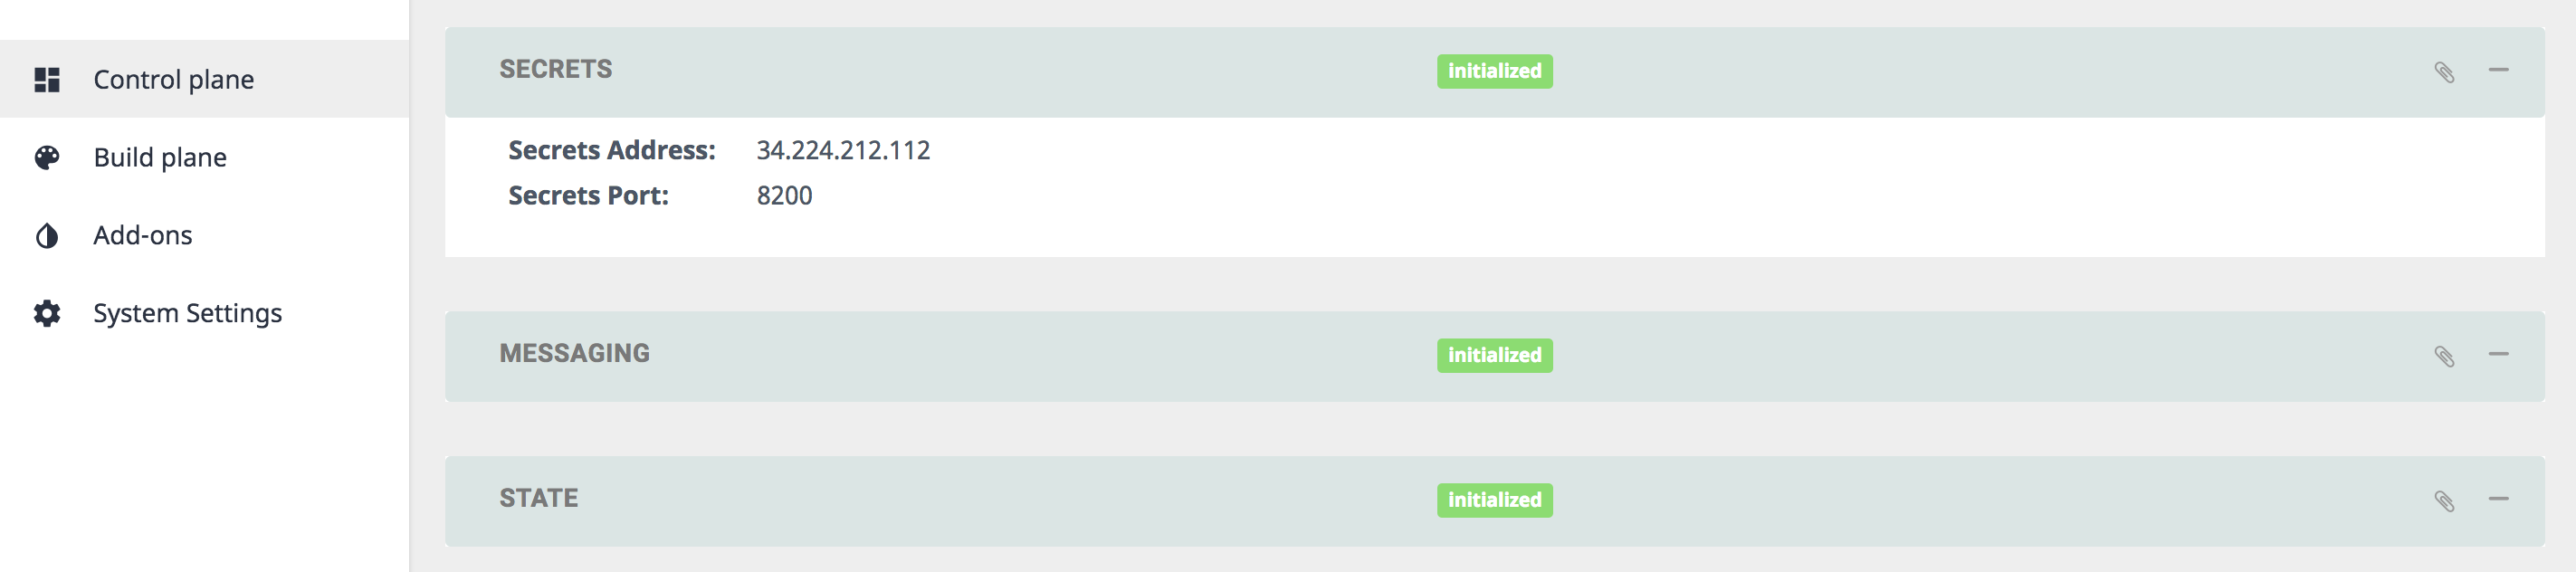 Control plane
Build plane
Add-ons
System Settings
SECRETS initialized
Secrets Address: 34.224.212.112
Secrets Port: 8200
MESSAGING initialized
STATE initialized